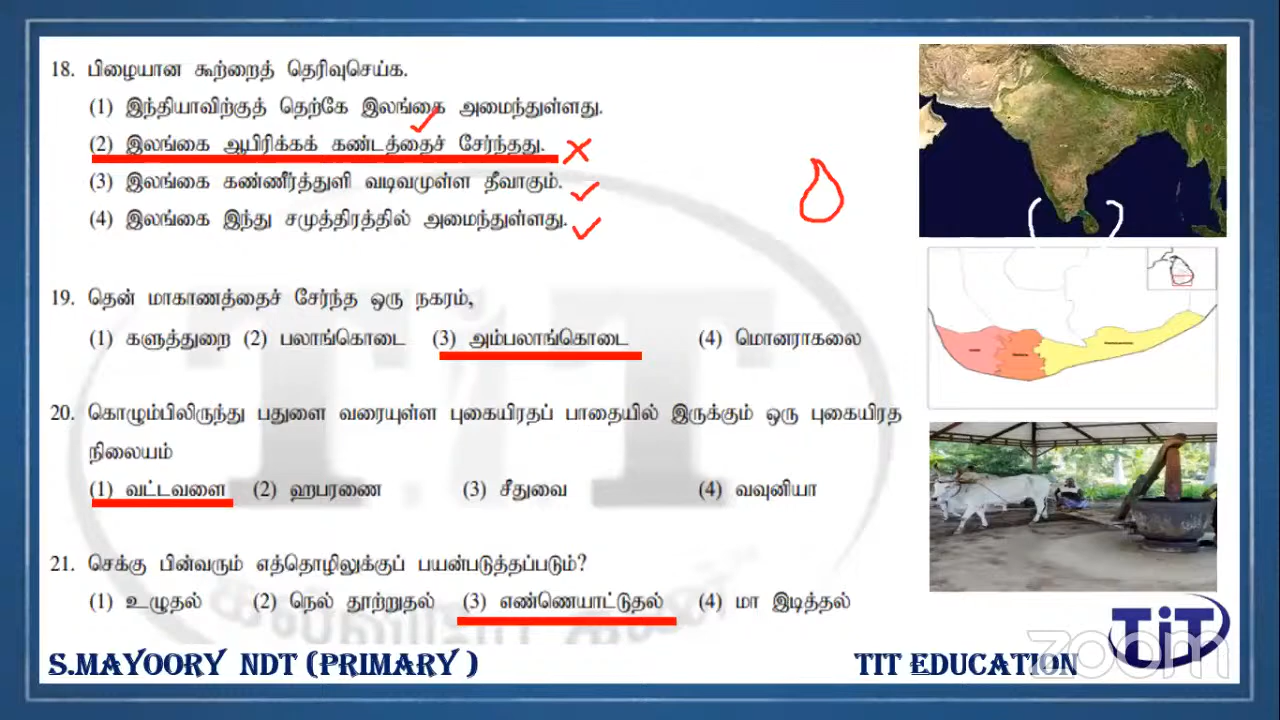 18. பிழையான கூற்றைத் தெரிவுசெய்க.
(1) இந்தியாவிற்குத் தெற்கே இலங்கை அமைந்துள்ளது.
(2) இலங்கை ஆபிரிக்கக் கண்டத்தைச் சேர்ந்தது.
(3) இலங்கை கண்ணீர்த்துளி வடிவமுள்ள தீவாகும்.
(4) இலங்கை இந்து சமுத்திரத்தில் அமைந்துள்ளது.
19. தென் மாகாணத்தைச் சேர்ந்த ஒரு நகரம்,
(1) களுத்துறை (2) பலாங்கொடை (3) அம்பலாங்கொடை (4) மொனராகலை
20. கொழும்பிலிருந்து பதுளை வரையுள்ள புகையிரதப் பாதையில் இருக்கும் ஒரு புகையிரத
நிலையம்
(1) வட்டவளை (2) ஹபரணை (3) சீதுவை (4) வவுனியா
21. செக்கு பின்வரும் எத்தொழிலுக்குப் பயன்படுத்தப்படும்?
(1) உழுதல் (2) நெல் தூற்றுதல் (3) எண்ணெயாட்டுதல் (4) மா இடித்தல்
S.MAYOORY NDT (PRIMARY )
TIT EDUCATION
TiT
zoom